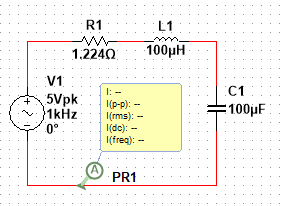 R1
L1
1.224Ω
100μH
V1
5Vpk
1kHz
0°
I: --
I(p-p): --
I(rms): --
I(dc): --
I(freq): --
C1
100μF
A
PR1